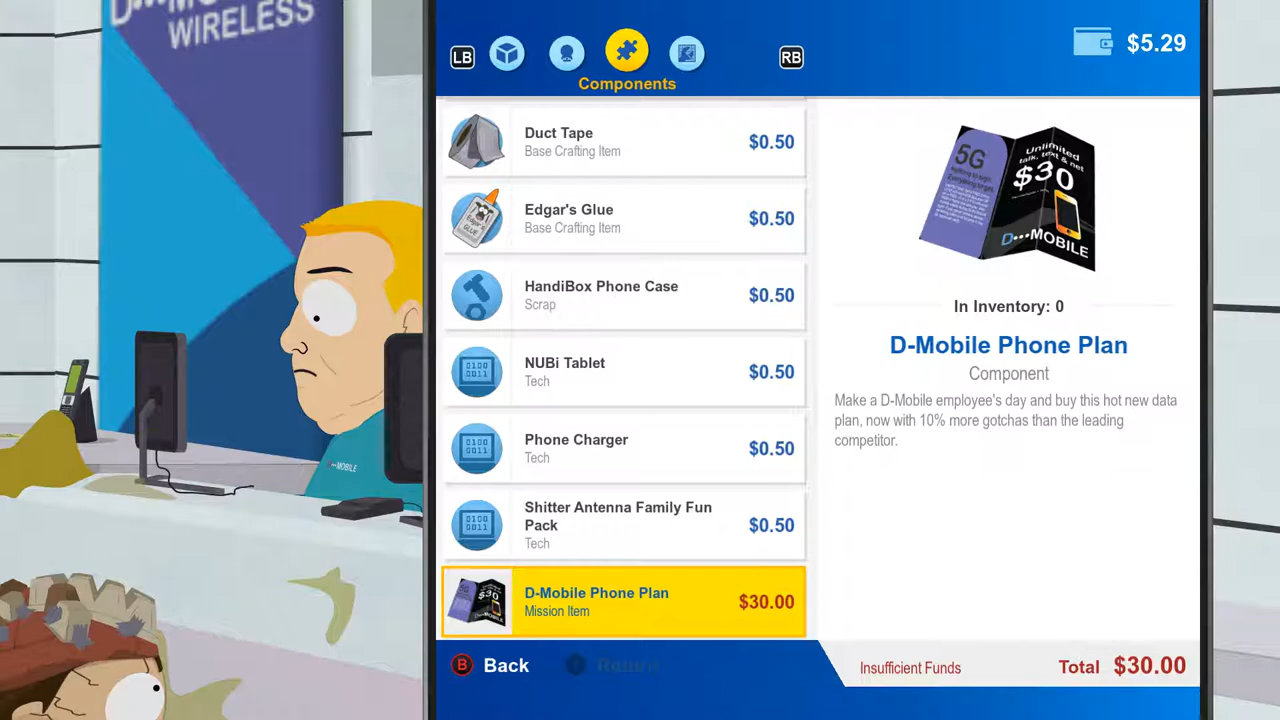 D···MO
WIRELESS
LB
RB
$5.29
Components
Duct Tape
Base Crafting Item
$0.50
Edgar's Glue
Base Crafting Item
$0.50
HandiBox Phone Case
Scrap
$0.50
NUBi Tablet
Tech
$0.50
Phone Charger
Tech
$0.50
Shitter Antenna Family Fun
Pack
Tech
$0.50
D-Mobile Phone Plan
Mission Item
$30.00
B Back
Return
5G
Unlimited
talk, text & net
$30
D···MOBILE
In Inventory: 0
D-Mobile Phone Plan
Component
Make a D-Mobile employee's day and buy this hot new data
plan, now with 10% more gotchas than the leading
competitor.
Insufficient Funds
Total $30.00
D···MOBILE